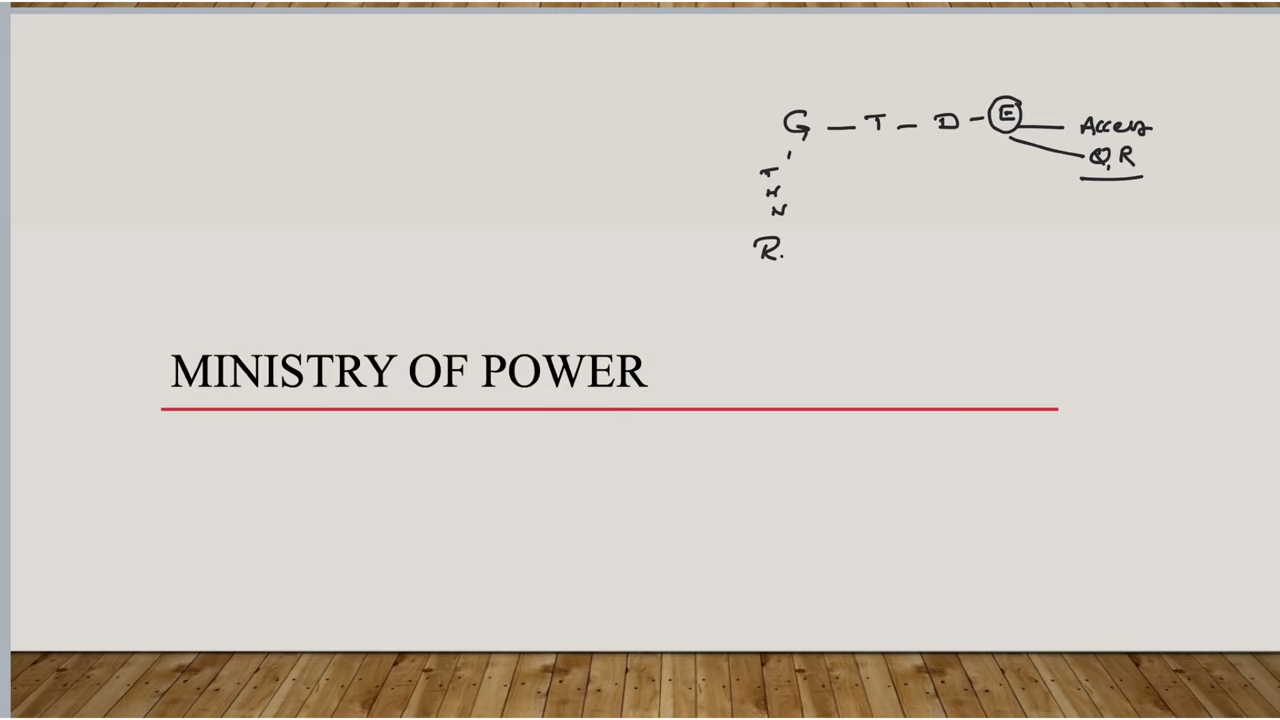 G — T — D — E — Access
Q, R
T
H
N
R.
MINISTRY OF POWER